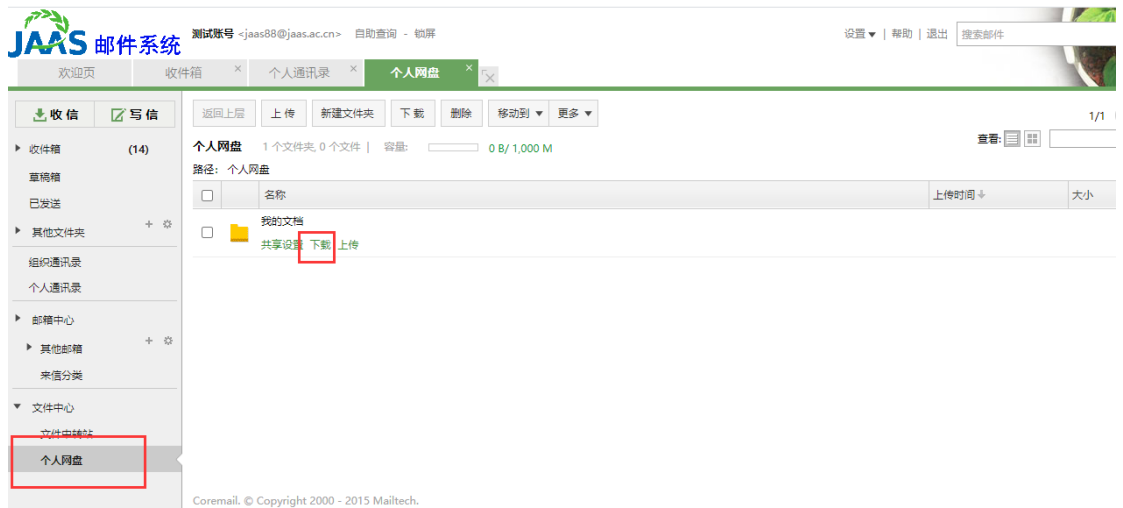 JAAS 邮件系统
测试账号 <jaas88@jaas.ac.cn> 自助查询 - 锁屏
设置 | 帮助 | 退出 搜索邮件
欢迎页 收件箱 × 个人通讯录 × 个人网盘 ×
收信 写信
返回上层 上传 新建文件夹 下载 删除 移动到 更多
1/1
个人网盘 1 个文件夹, 0 个文件 | 容量: 0 B/ 1,000 M
查看:
路径: 个人网盘
名称 上传时间 大小
我的文档
共享设置 下载 上传
收件箱 (14)
草稿箱
已发送
其他文件夹
组织通讯录
个人通讯录
邮箱中心
其他邮箱
来信分类
文件中心
文件中转站
个人网盘
Coremail. © Copyright 2000 - 2015 Mailtech.